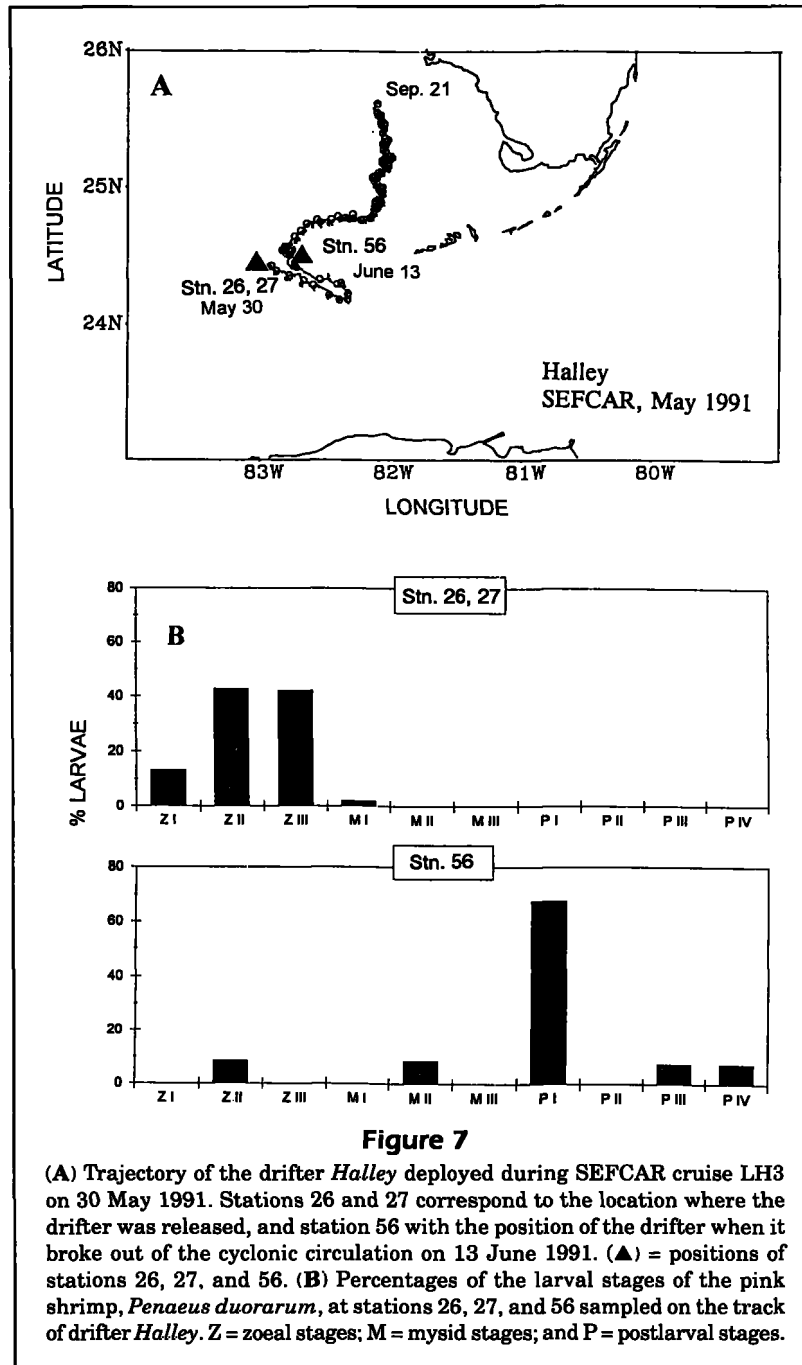 26N
A
Sep. 21
25N
LATITUDE
Stn. 56
June 13
Stn. 26, 27
May 30
24N
Halley
SEFCAR, May 1991
83W 82W 81W 80W
LONGITUDE
80
Stn. 26, 27
B
60
40
20
0
Z I Z II Z III M I M II M III P I P II P III P IV
% LARVAE
80
Stn. 56
60
40
20
0
Z I Z II Z III M I M II M III P I P II P III P IV
Figure 7
(A) Trajectory of the drifter Halley deployed during SEFCAR cruise LH3
on 30 May 1991. Stations 26 and 27 correspond to the location where the
drifter was released, and station 56 with the position of the drifter when it
broke out of the cyclonic circulation on 13 June 1991. (▲) = positions of
stations 26, 27, and 56. (B) Percentages of the larval stages of the pink
shrimp, Penaeus duorarum, at stations 26, 27, and 56 sampled on the track
of drifter Halley. Z = zoeal stages; M = mysid stages; and P = postlarval stages.